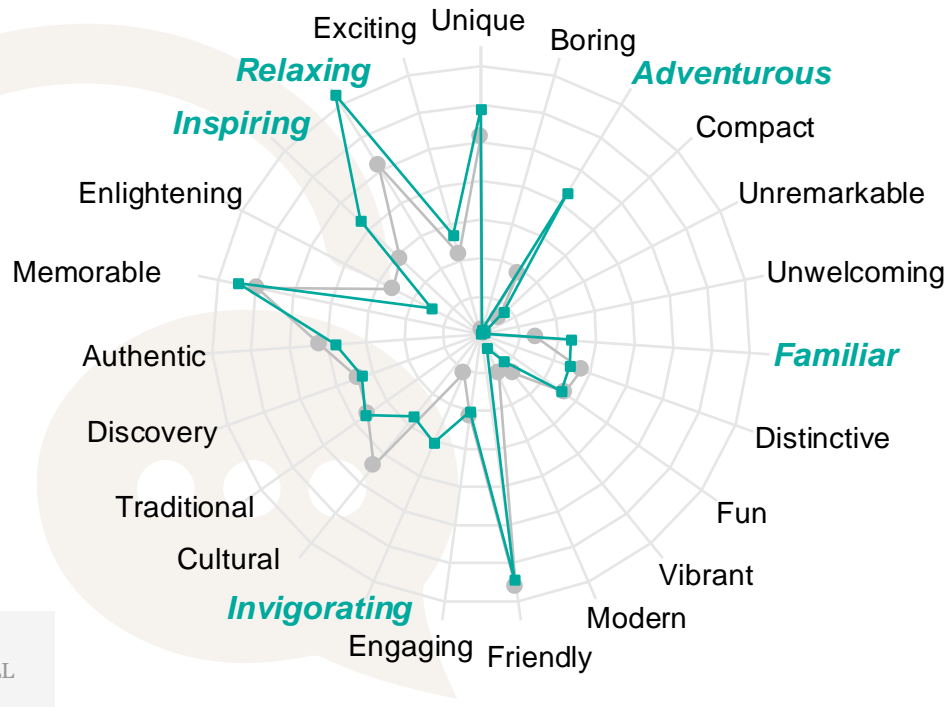 Exciting
Unique
Boring
Relaxing
Adventurous
Inspiring
Compact
Enlightening
Unremarkable
Memorable
Unwelcoming
Authentic
Familiar
Discovery
Distinctive
Traditional
Fun
Cultural
Vibrant
Invigorating
Modern
Engaging
Friendly